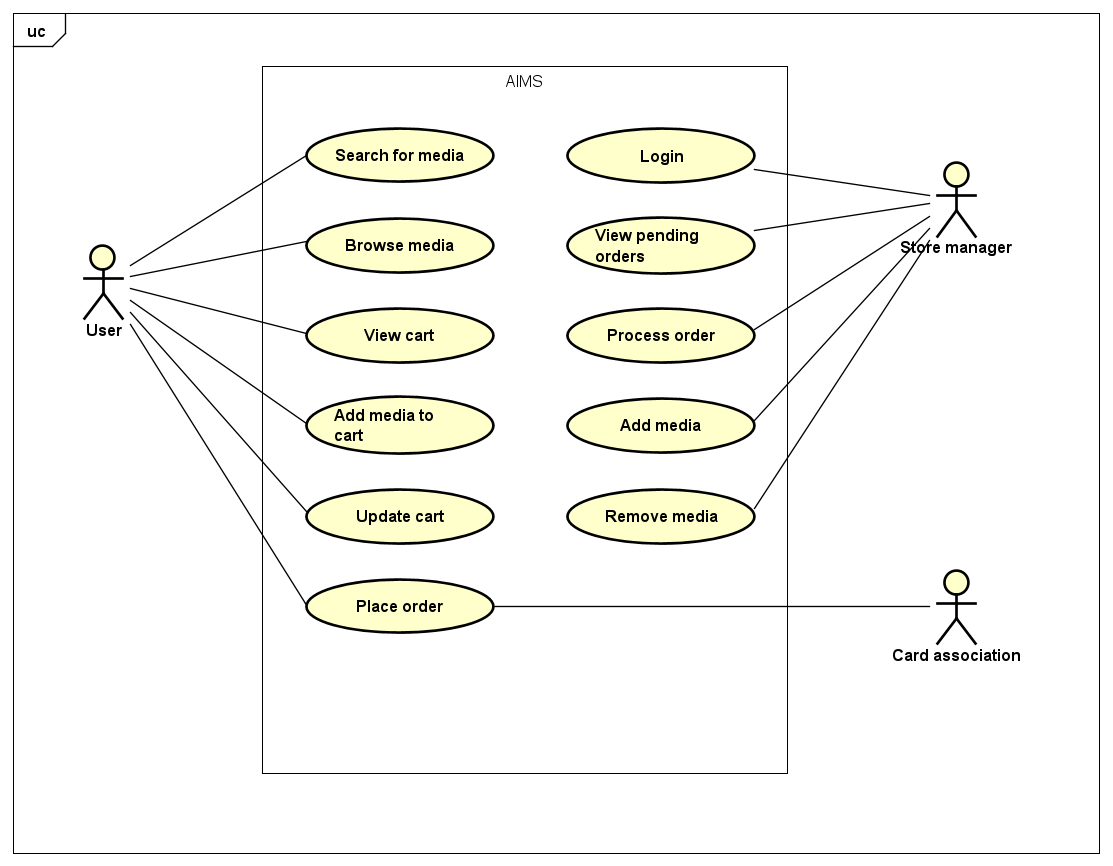 uc
AIMS
Search for media
Login
Browse media
View pending
orders
Store manager
User
View cart
Process order
Add media to
cart
Add media
Update cart
Remove media
Place order
Card association